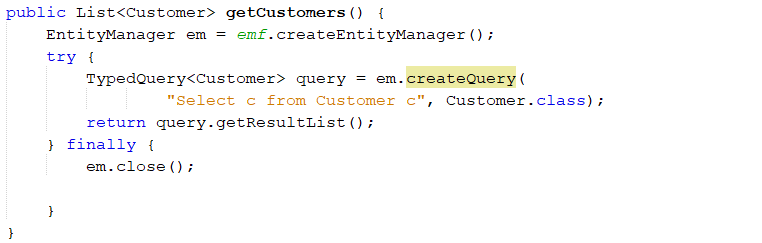 public List<Customer> getCustomers() {
    EntityManager em = emf.createEntityManager();
    try {
        TypedQuery<Customer> query = em.createQuery(
                "Select c from Customer c", Customer.class);
        return query.getResultList();
    } finally {
        em.close();
    }
}